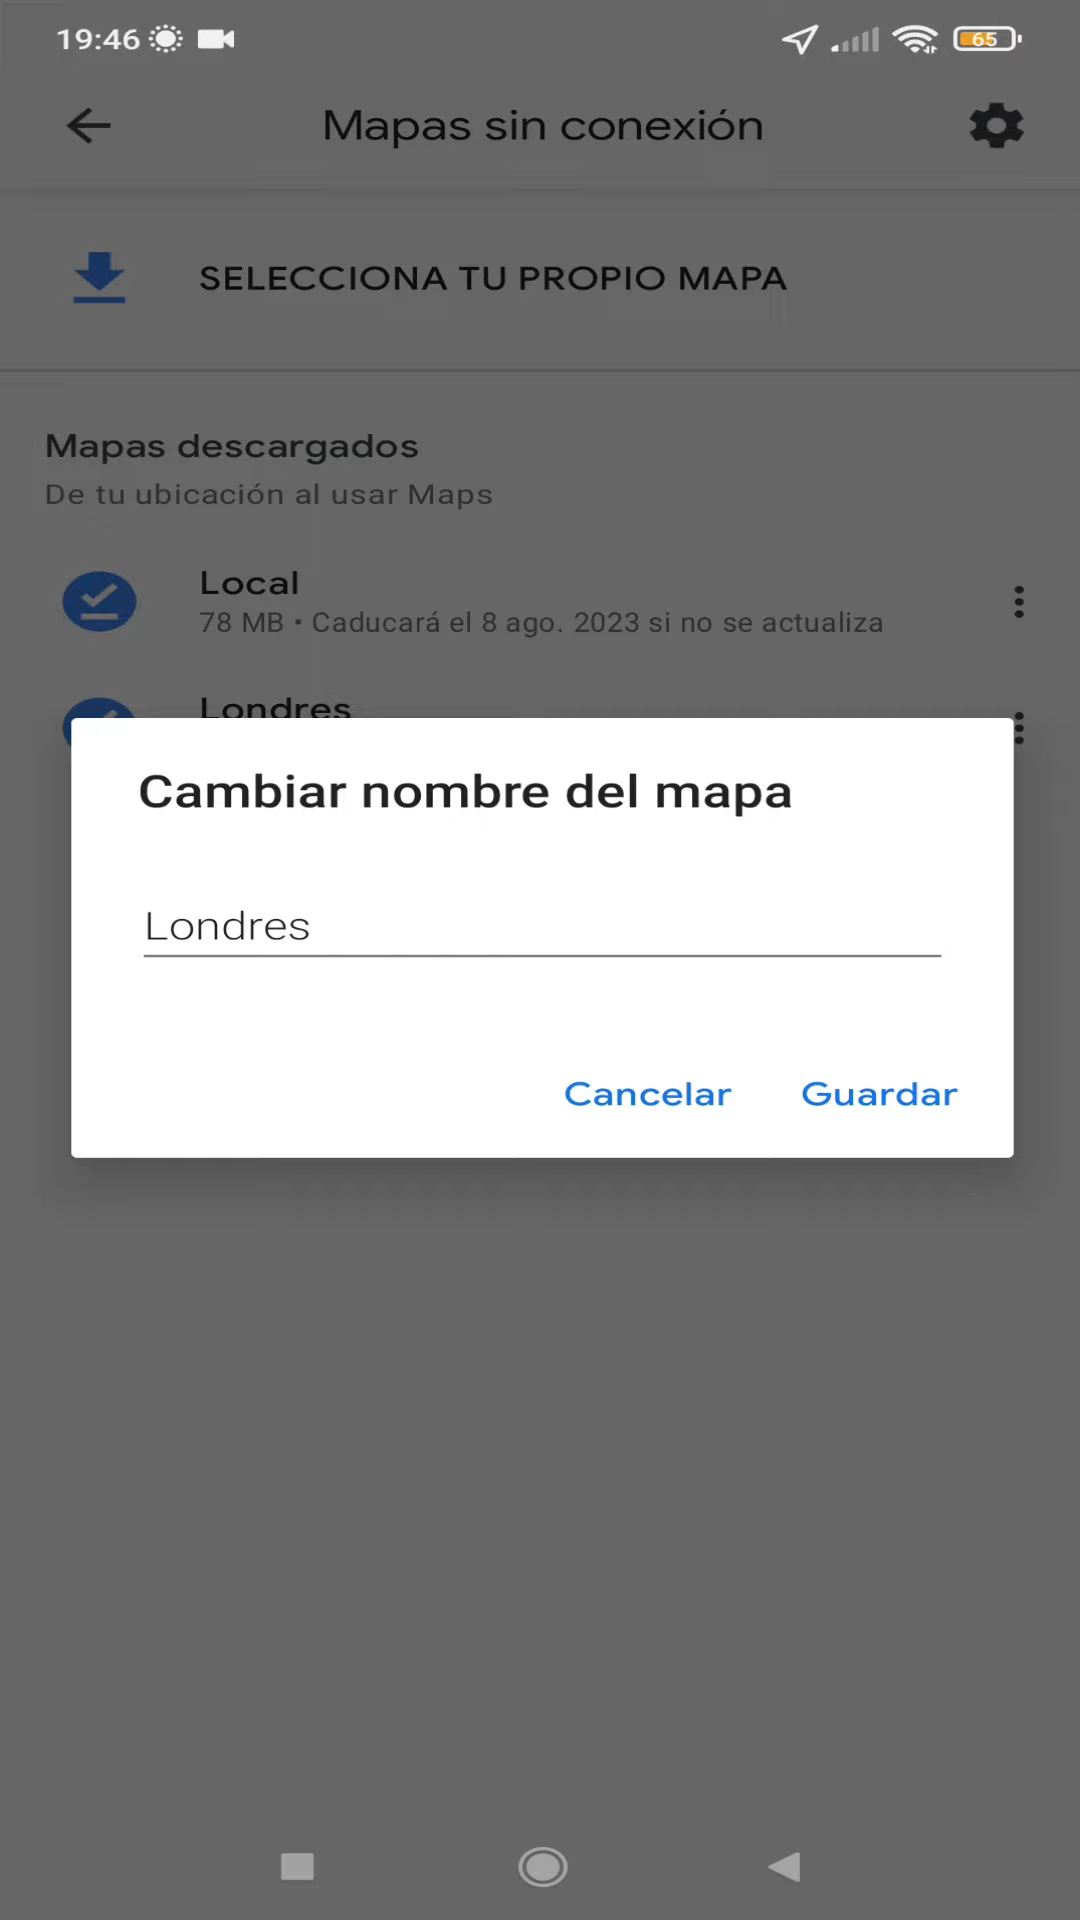 19:46
65
Mapas sin conexión
SELECCIONA TU PROPIO MAPA
Mapas descargados
De tu ubicación al usar Maps
Local
78 MB • Caducará el 8 ago. 2023 si no se actualiza
Londres
Cambiar nombre del mapa
Londres
Cancelar Guardar